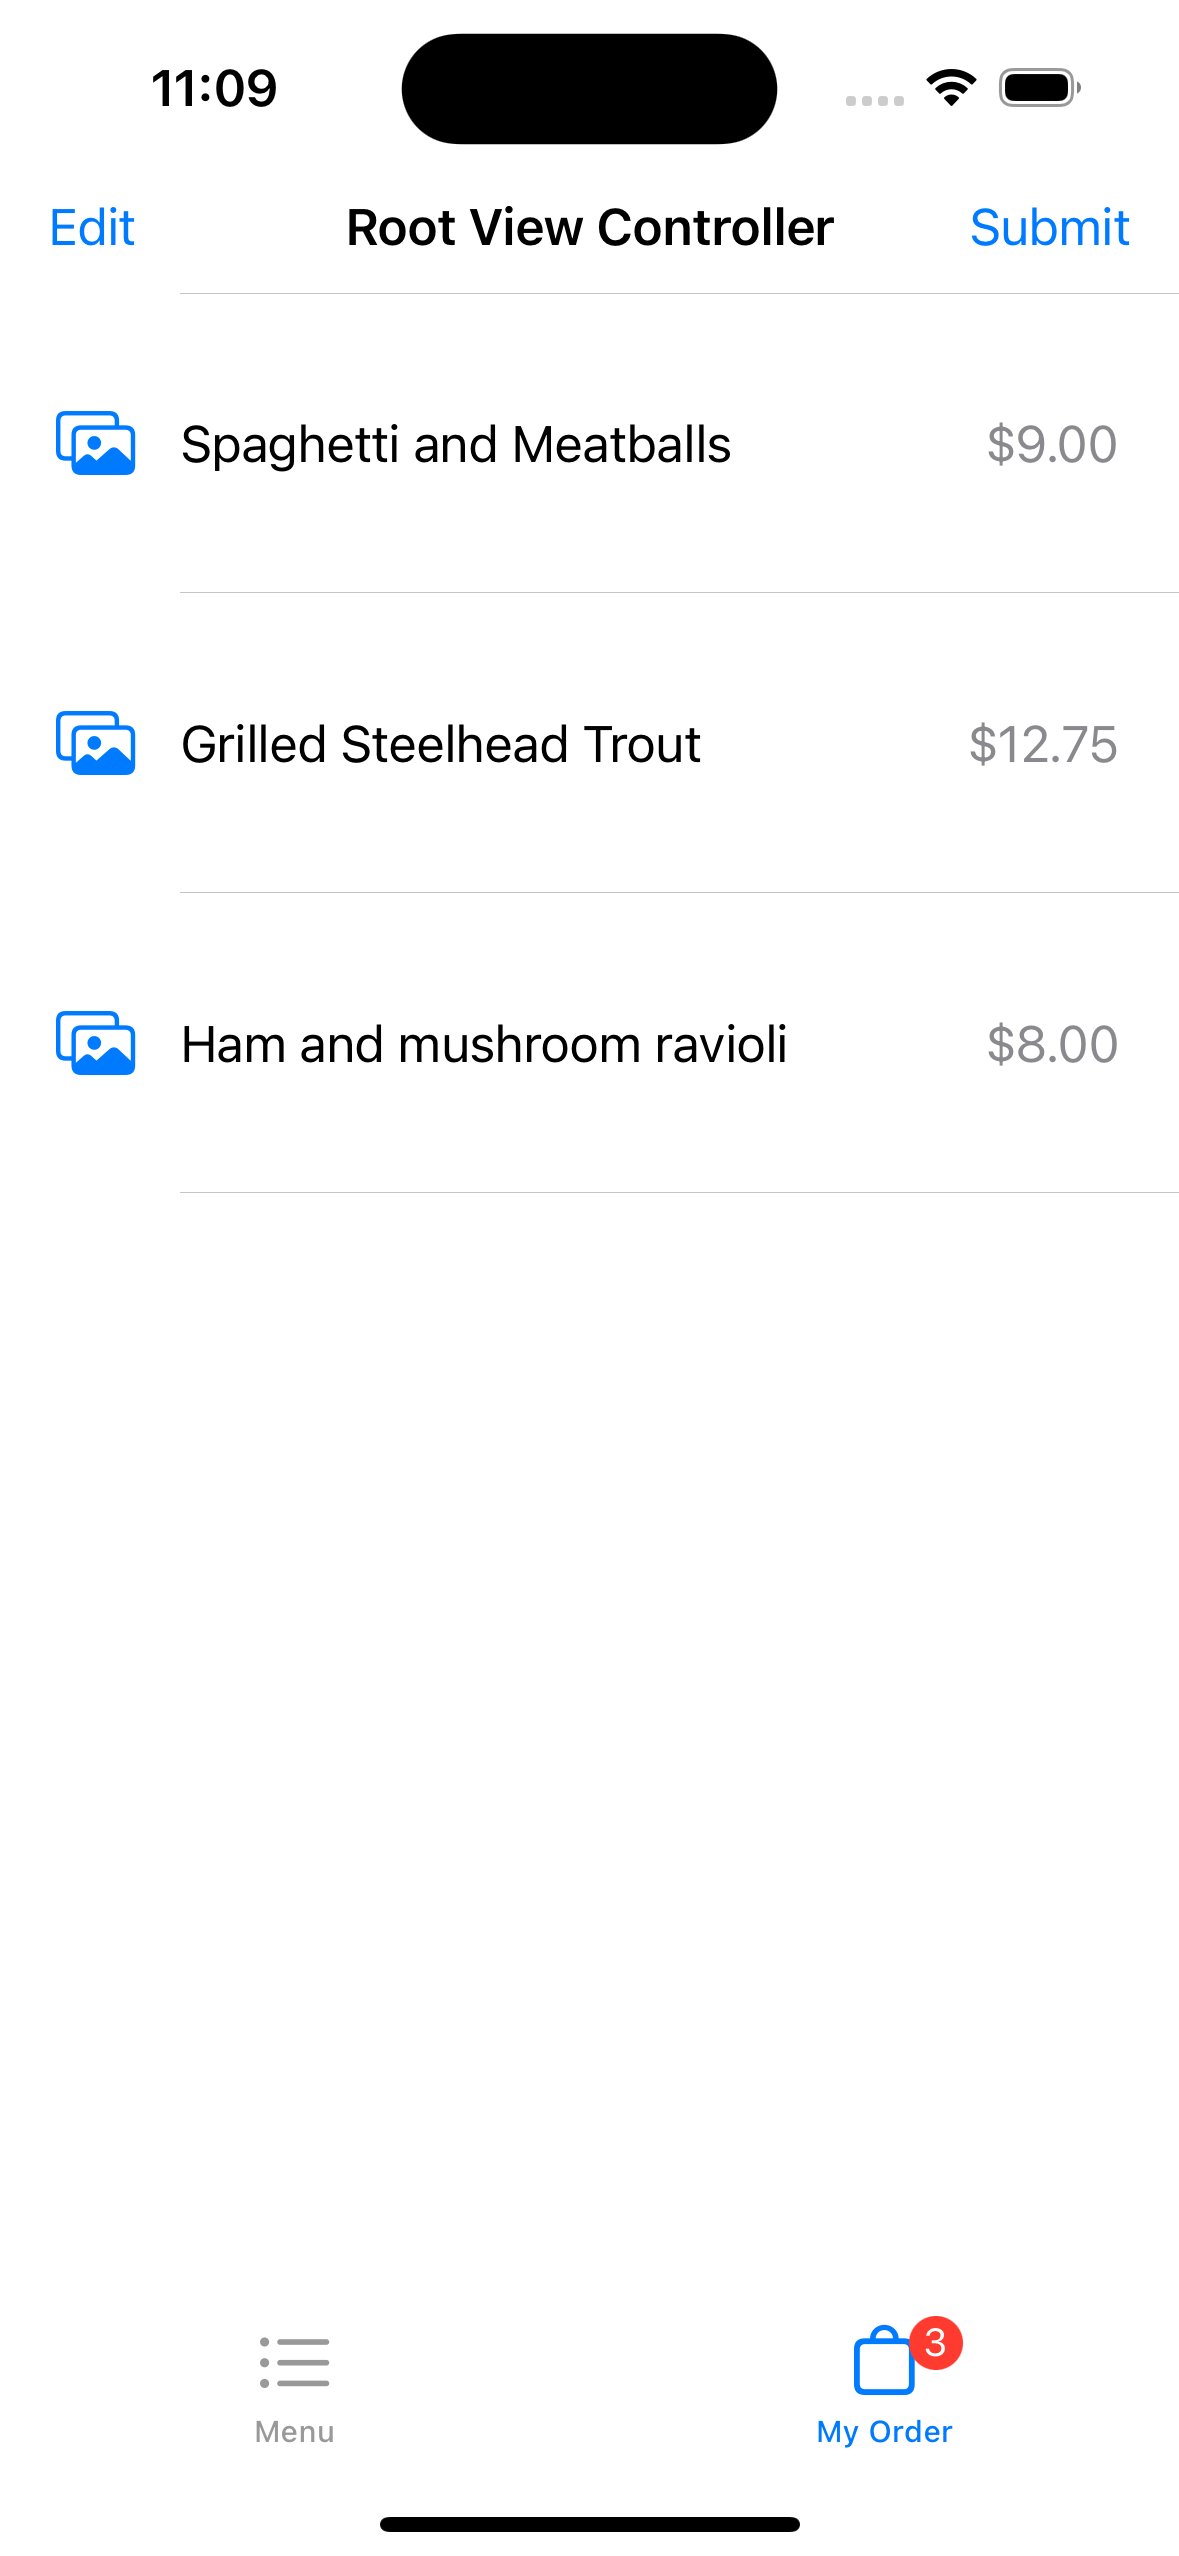 11:09
Edit Root View Controller Submit
Spaghetti and Meatballs $9.00
Grilled Steelhead Trout $12.75
Ham and mushroom ravioli $8.00
3
Menu My Order